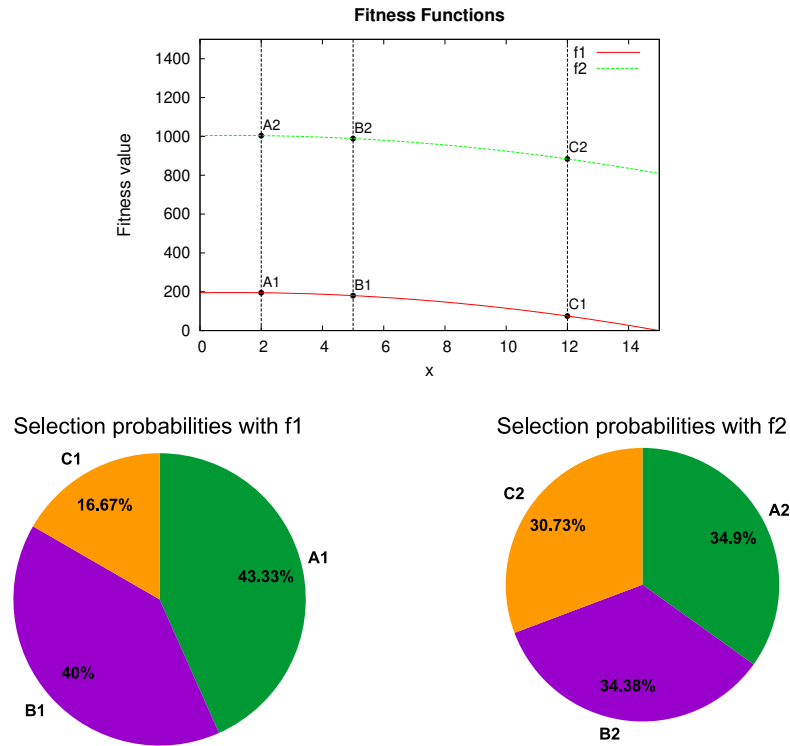 Fitness Functions
1400
1200
1000
800
600
400
200
0
Fitness value
f1
f2
A2
B2
C2
A1
B1
C1
0 2 4 6 8 10 12 14
x
Selection probabilities with f1
C1
16.67%
A1
43.33%
40%
B1
Selection probabilities with f2
C2
A2
30.73%
34.9%
34.38%
B2